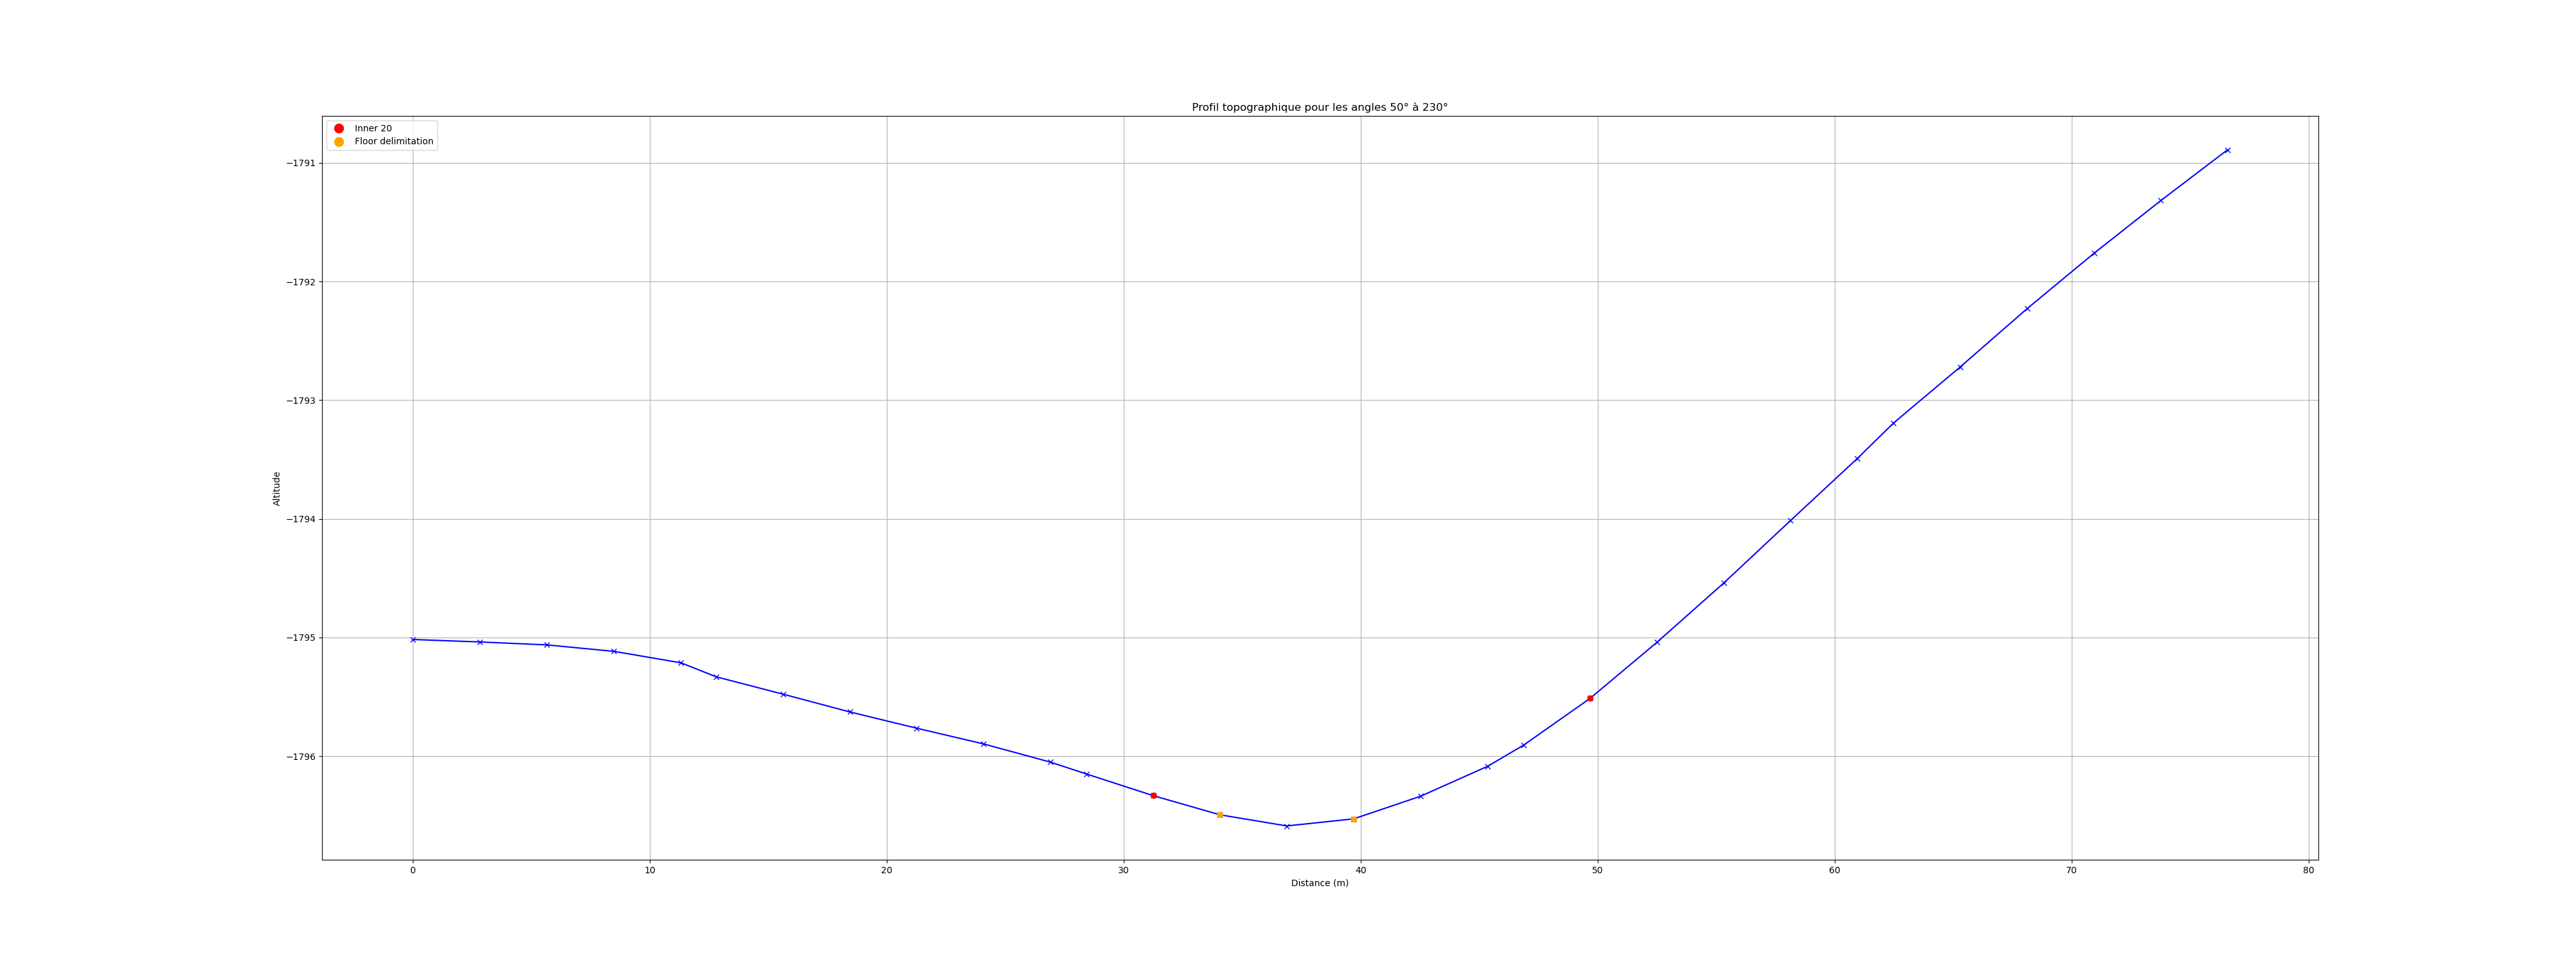 Profil topographique pour les angles 50° à 230°
Inner 20
Floor delimitation
−1791
−1792
−1793
−1794
−1795
−1796
Altitude
0 10 20 30 40 50 60 70 80
Distance (m)